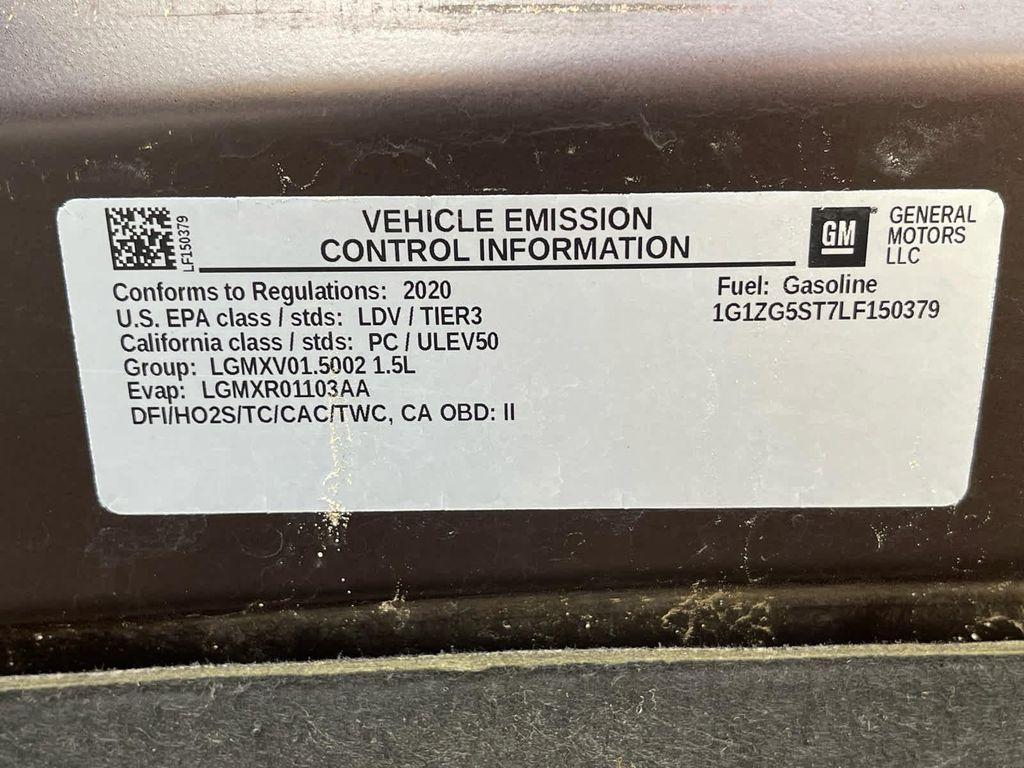 LF150379
VEHICLE EMISSION
CONTROL INFORMATION
GM
GENERAL
MOTORS
LLC
Conforms to Regulations: 2020
U.S. EPA class / stds: LDV / TIER3
California class / stds: PC / ULEV50
Group: LGMXV01.5002 1.5L
Evap: LGMXR01103AA
DFI/HO2S/TC/CAC/TWC, CA OBD: II
Fuel: Gasoline
1G1ZG5ST7LF150379